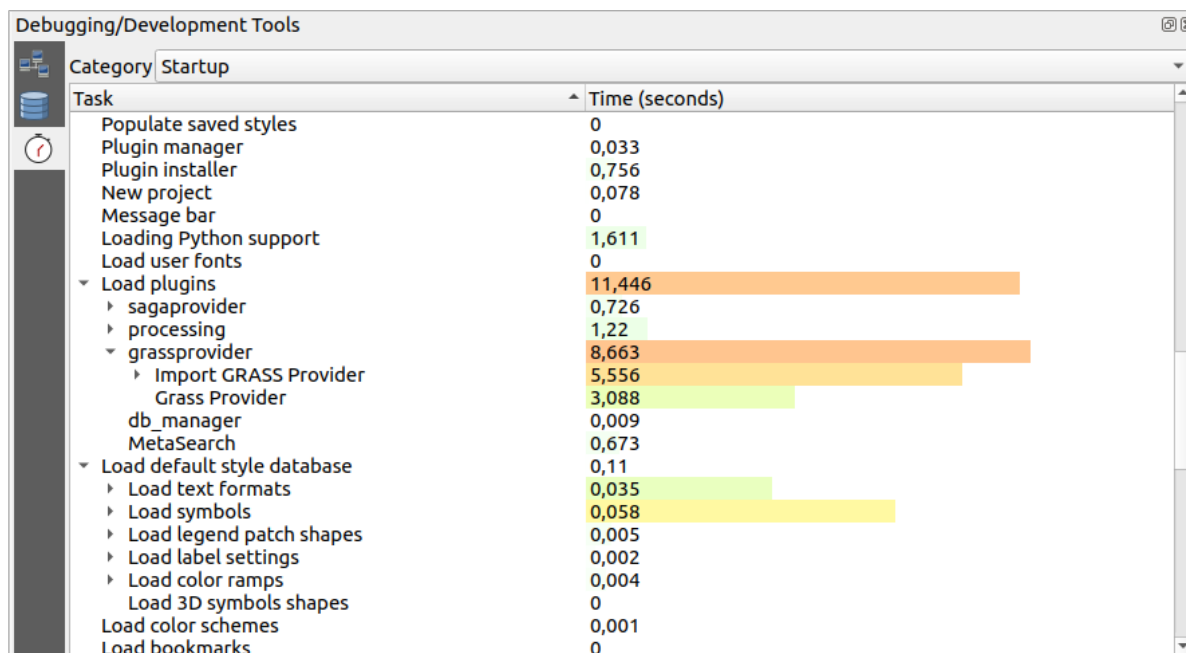 Debugging/Development Tools
Category Startup
Task Time (seconds)
Populate saved styles 0
Plugin manager 0,033
Plugin installer 0,756
New project 0,078
Message bar 0
Loading Python support 1,611
Load user fonts 0
Load plugins 11,446
sagaprovider 0,726
processing 1,22
grassprovider 8,663
Import GRASS Provider 5,556
Grass Provider 3,088
db_manager 0,009
MetaSearch 0,673
Load default style database 0,11
Load text formats 0,035
Load symbols 0,058
Load legend patch shapes 0,005
Load label settings 0,002
Load color ramps 0,004
Load 3D symbols shapes 0
Load color schemes 0,001
Load bookmarks 0